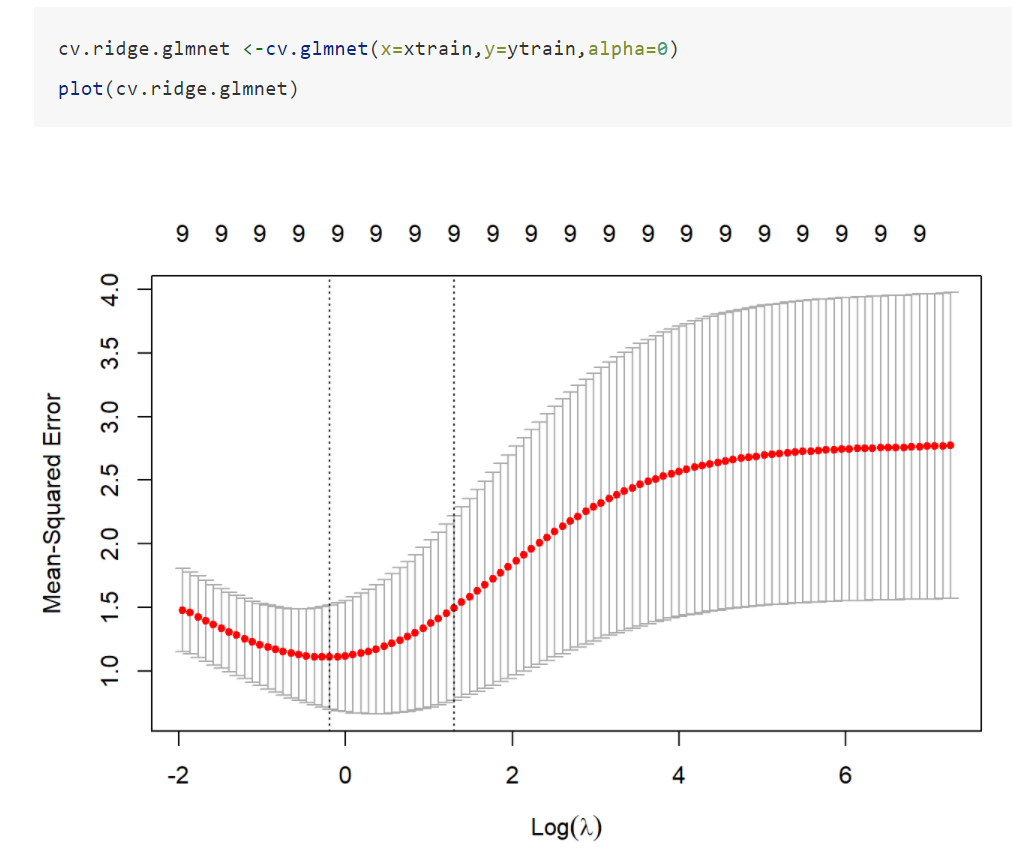 cv.ridge.glmnet <-cv.glmnet(x=xtrain,y=ytrain,alpha=0)
plot(cv.ridge.glmnet)
9 9 9 9 9 9 9 9 9 9 9 9 9 9 9 9 9 9 9 9
Mean-Squared Error
4.0
3.5
3.0
2.5
2.0
1.5
1.0
-2 0 2 4 6
Log(λ)